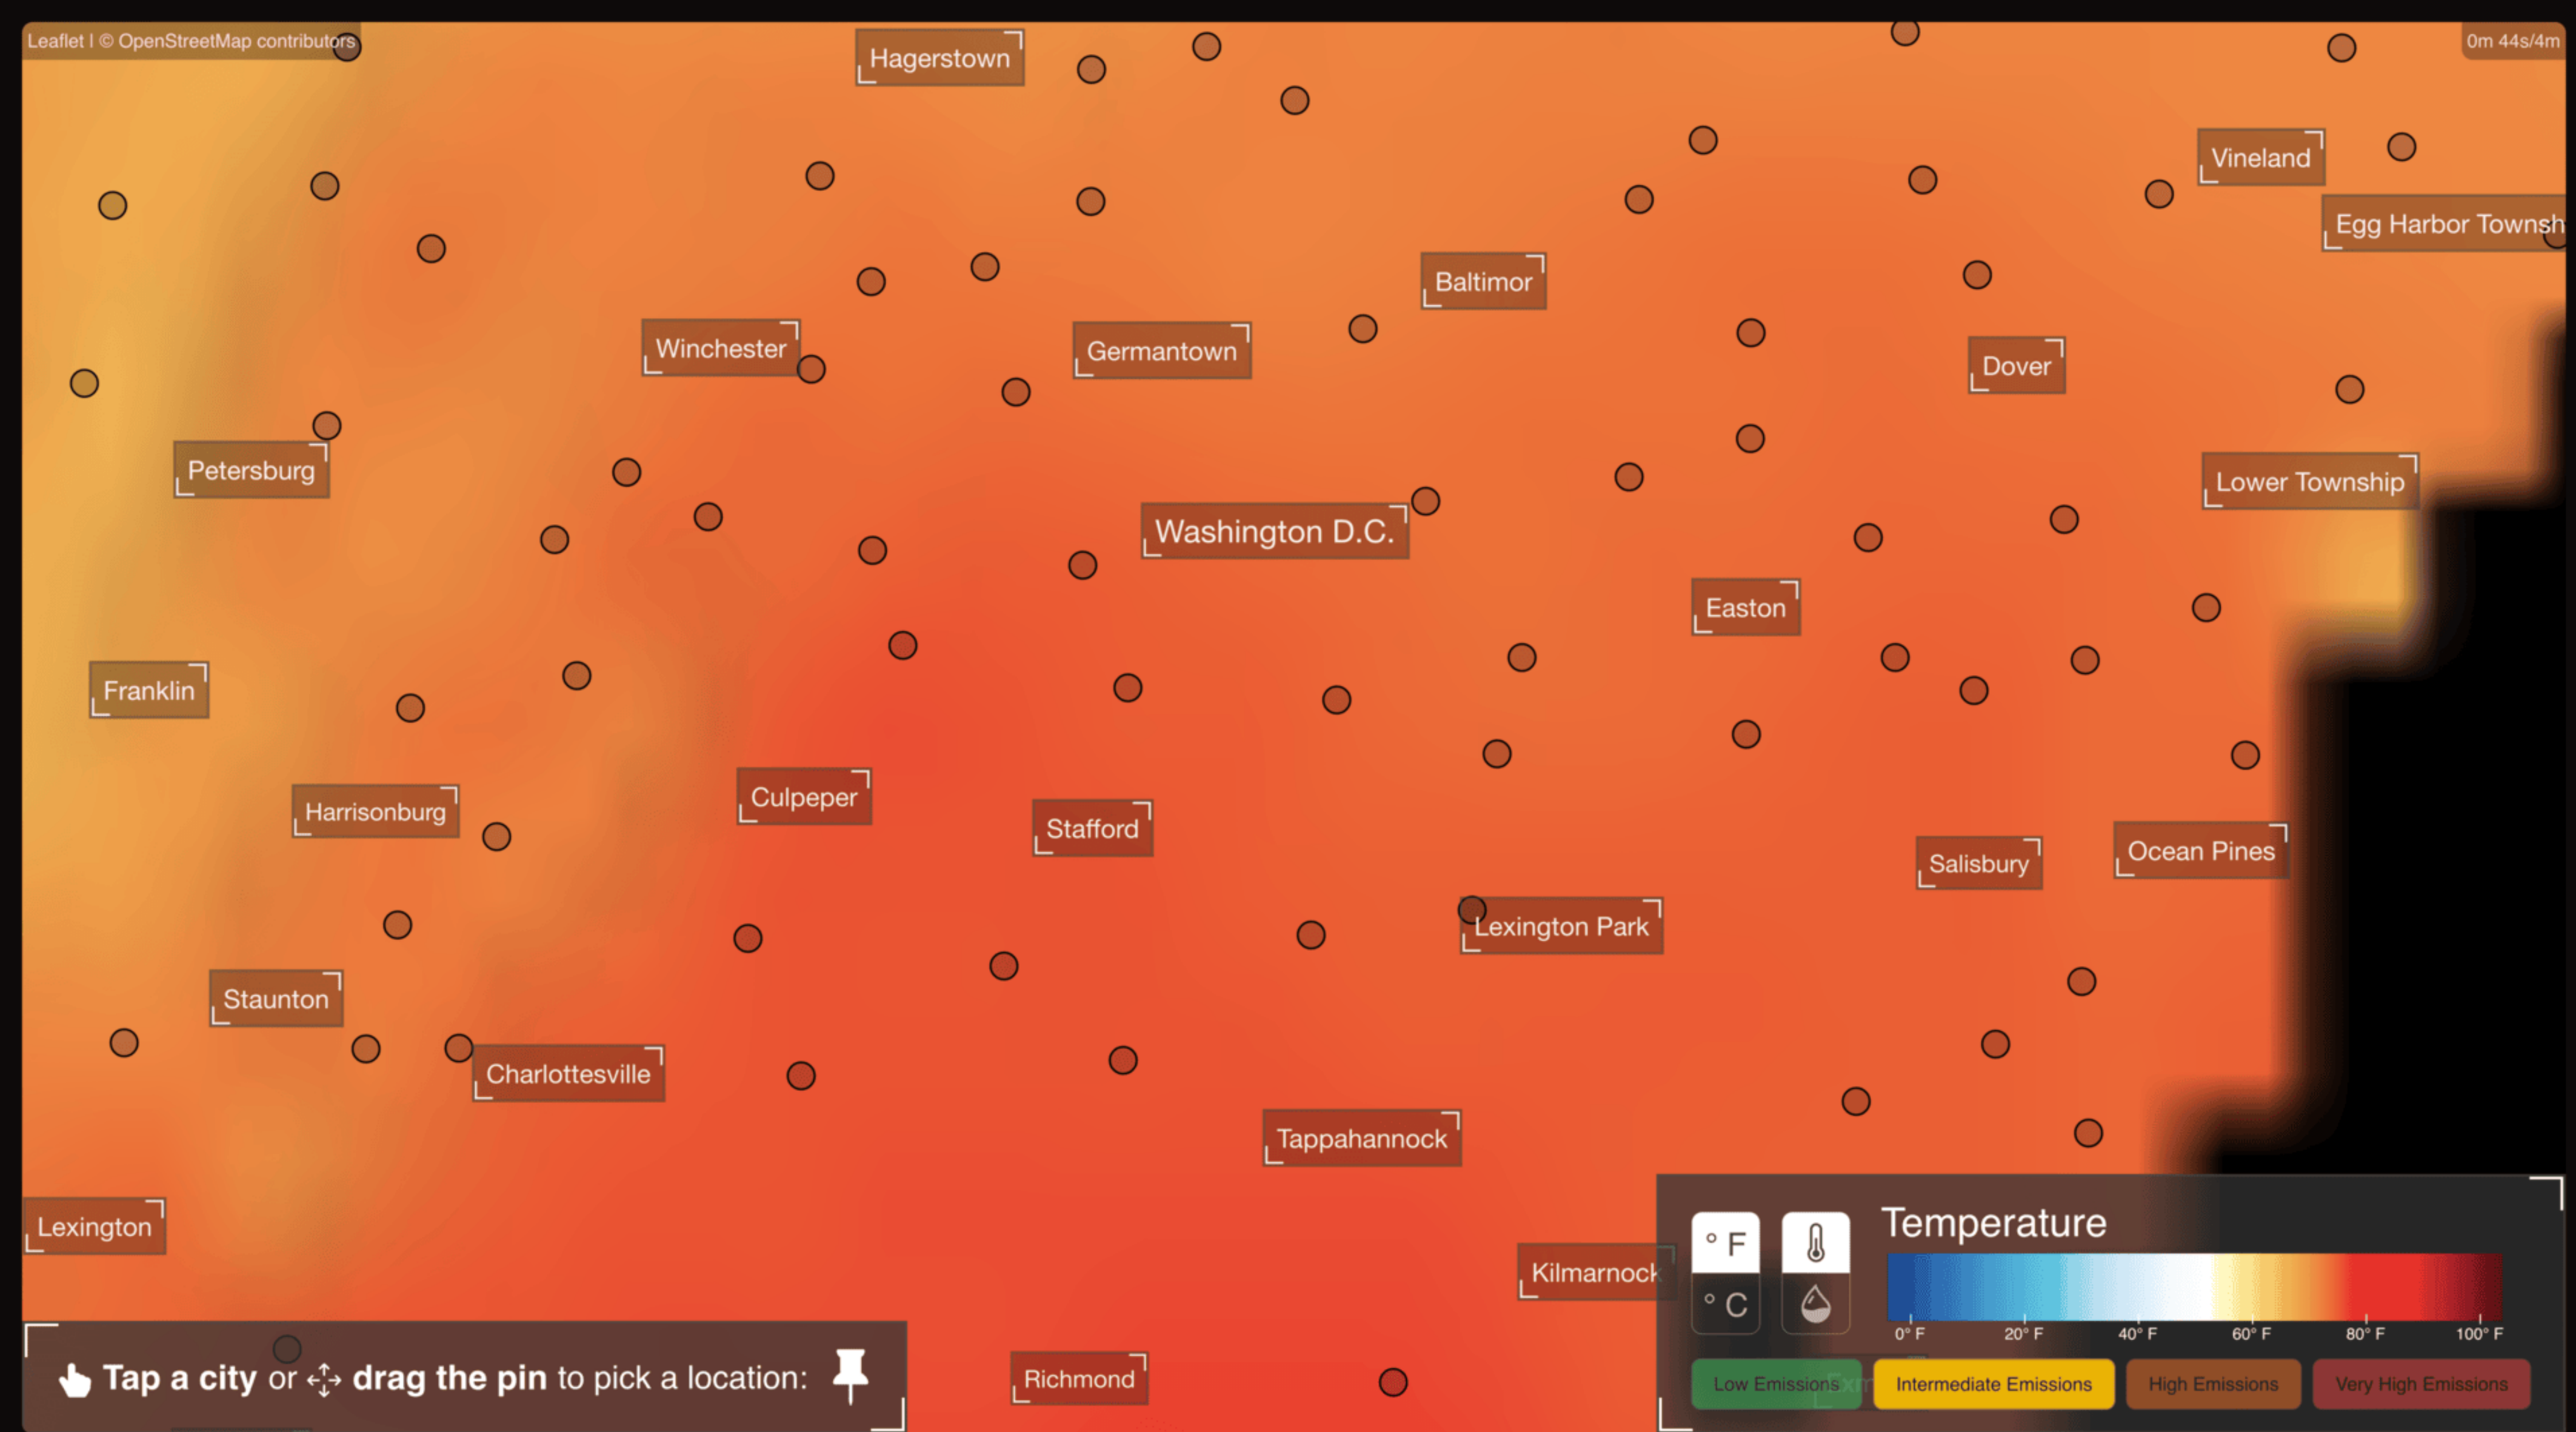 Leaflet | © OpenStreetMap contributors
0m 44s/4m
Hagerstown
Vineland
Egg Harbor Townsh
Baltimor
Winchester
Germantown
Dover
Petersburg
Lower Township
Washington D.C.
Easton
Franklin
Culpeper
Harrisonburg
Stafford
Ocean Pines
Salisbury
Lexington Park
Staunton
Charlottesville
Tappahannock
Lexington
Kilmarnock
Richmond
Tap a city or drag the pin to pick a location:
° F
° C
Temperature
0° F 20° F 40° F 60° F 80° F 100° F
Low Emissions Intermediate Emissions High Emissions Very High Emissions